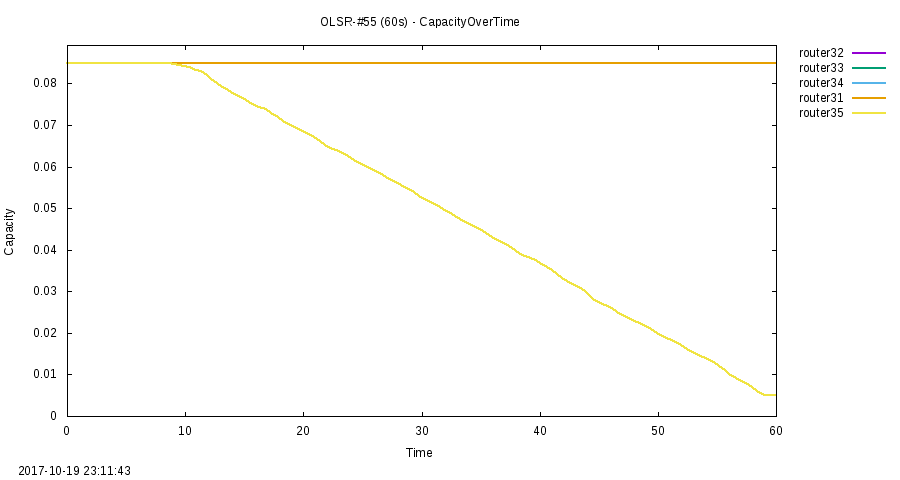 OLSR-#55 (60s) - CapacityOverTime
router32
router33
router34
router31
router35
0.08
0.07
0.06
0.05
0.04
0.03
0.02
0.01
0
Capacity
0 10 20 30 40 50 60
Time
2017-10-19 23:11:43